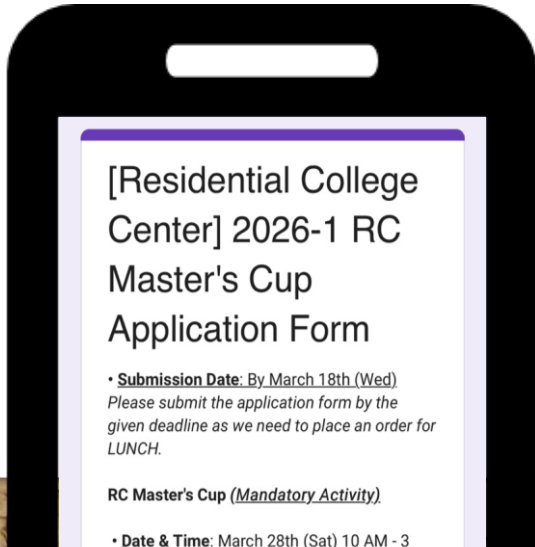 [Residential College
Center] 2026-1 RC
Master's Cup
Application Form
• Submission Date: By March 18th (Wed)
Please submit the application form by the
given deadline as we need to place an order for
LUNCH.
RC Master's Cup (Mandatory Activity)
• Date & Time: March 28th (Sat) 10 AM - 3